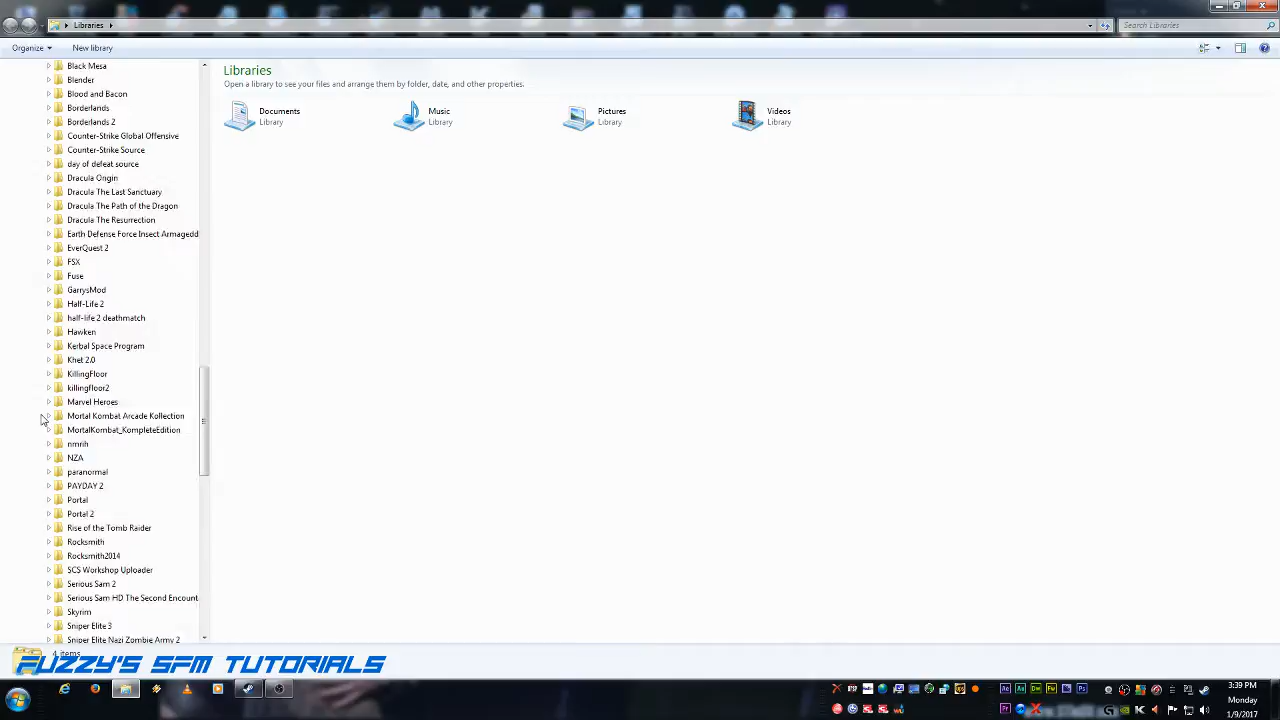 Libraries
Search Libraries
Organize
New library
Black Mesa
Blender
Blood and Bacon
Borderlands
Borderlands 2
Counter-Strike Global Offensive
Counter-Strike Source
day of defeat source
Dracula Origin
Dracula The Last Sanctuary
Dracula The Path of the Dragon
Dracula The Resurrection
Earth Defense Force Insect Armagedd
EverQuest 2
FSX
Fuse
GarrysMod
Half-Life 2
half-life 2 deathmatch
Hawken
Kerbal Space Program
Khet 2.0
KillingFloor
killingfloor2
Marvel Heroes
Mortal Kombat Arcade Kollection
MortalKombat_KompleteEdition
nmrih
NZA
paranormal
PAYDAY 2
Portal
Portal 2
Rise of the Tomb Raider
Rocksmith
Rocksmith2014
SCS Workshop Uploader
Serious Sam 2
Serious Sam HD The Second Encount
Skyrim
Sniper Elite 3
Sniper Elite Nazi Zombie Army 2
Libraries
Open a library to see your files and arrange them by folder, date, and other properties.
Documents
Library
Music
Library
Pictures
Library
Videos
Library
4 items
FUZZY'S SFM TUTORIALS
3:39 PM
Monday
1/9/2017